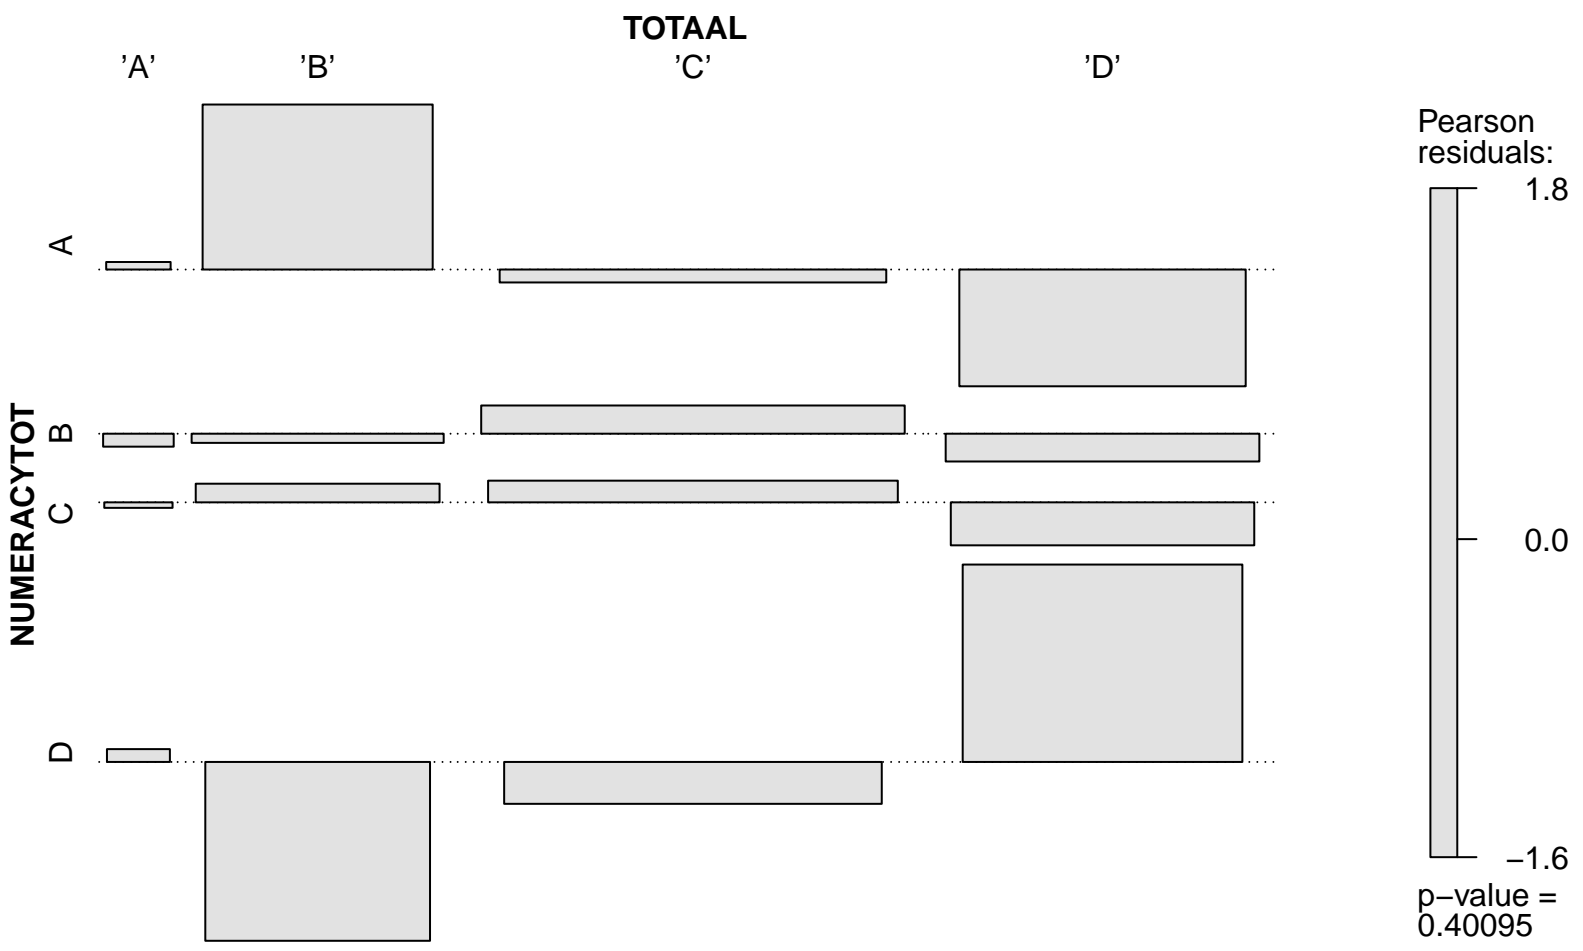 TOTAAL
’A’ ’B’ ’C’ ’D’
NUMERACYTOT
A
B
C
D
Pearson
residuals:
1.8
0.0
−1.6
p−value =
0.40095